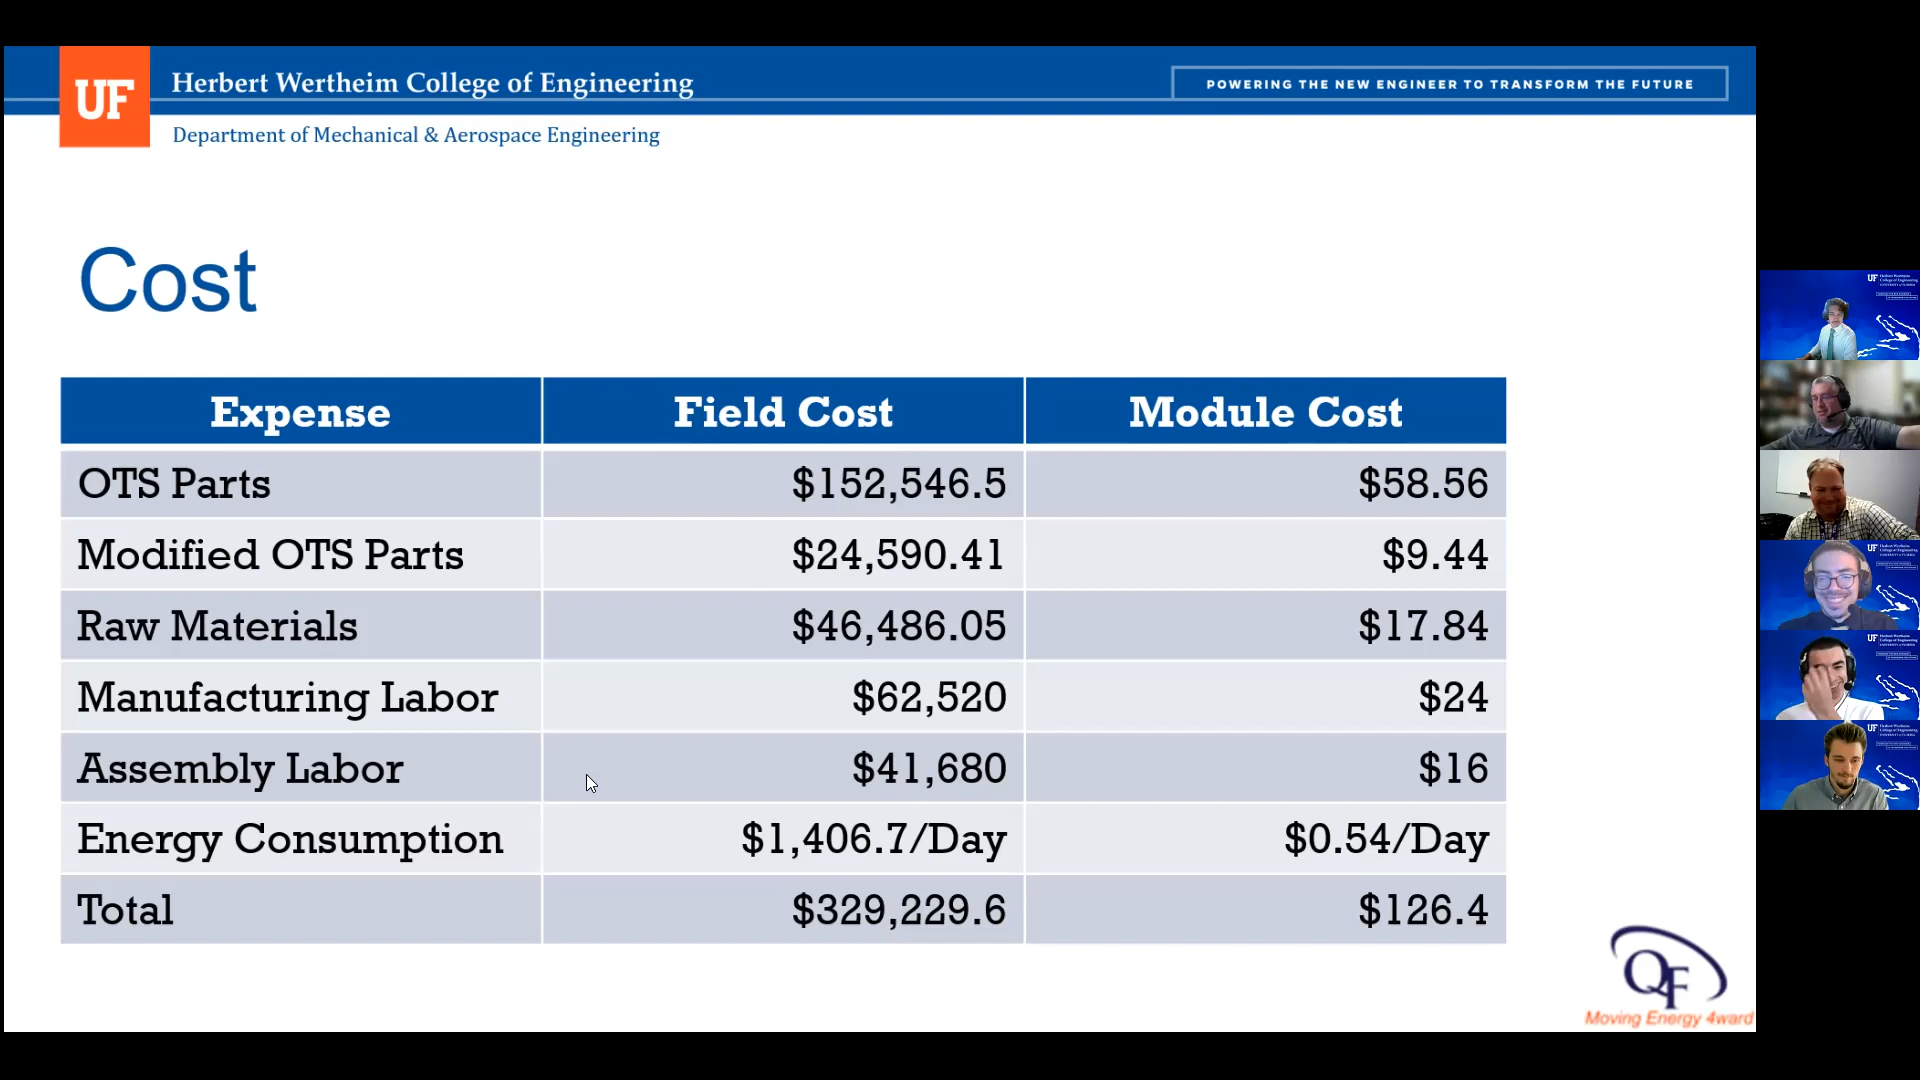 UF
Herbert Wertheim College of Engineering
POWERING THE NEW ENGINEER TO TRANSFORM THE FUTURE
Department of Mechanical & Aerospace Engineering
Cost
Expense Field Cost Module Cost
OTS Parts $152,546.5 $58.56
Modified OTS Parts $24,590.41 $9.44
Raw Materials $46,486.05 $17.84
Manufacturing Labor $62,520 $24
Assembly Labor $41,680 $16
Energy Consumption $1,406.7/Day $0.54/Day
Total $329,229.6 $126.4
QF
Moving Energy 4ward
UF
UF
UF
UF